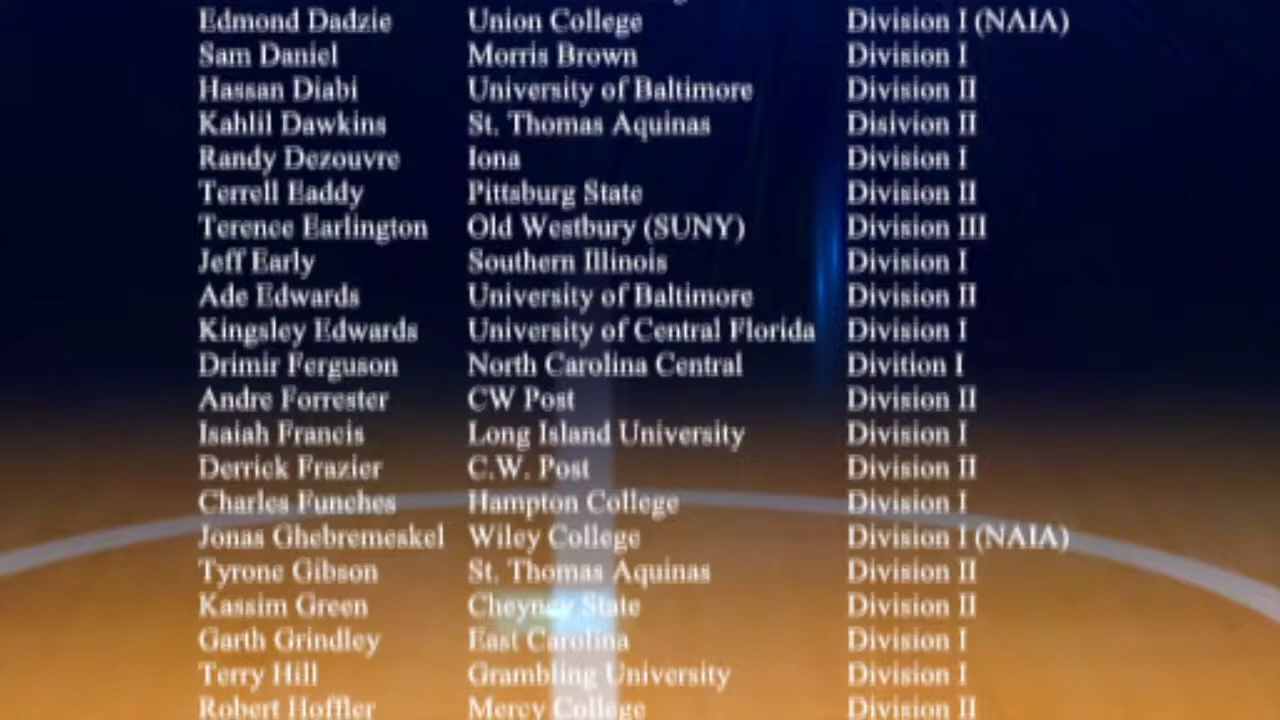 Edmond Dadzie Union College Division I (NAIA)
Sam Daniel Morris Brown Division I
Hassan Diabi University of Baltimore Division II
Kahlil Dawkins St. Thomas Aquinas Disivion II
Randy Dezouvre Iona Division I
Terrell Eaddy Pittsburg State Division II
Terence Earlington Old Westbury (SUNY) Division III
Jeff Early Southern Illinois Division I
Ade Edwards University of Baltimore Division II
Kingsley Edwards University of Central Florida Division I
Drimir Ferguson North Carolina Central Divition I
Andre Forrester CW Post Division II
Isaiah Francis Long Island University Division I
Derrick Frazier C.W. Post Division II
Charles Funches Hampton College Division I
Jonas Ghebremeskel Wiley College Division I (NAIA)
Tyrone Gibson St. Thomas Aquinas Division II
Kassim Green Cheyney State Division II
Garth Grindley East Carolina Division I
Terry Hill Grambling University Division I
Robert Hoffler Mercy College Division II